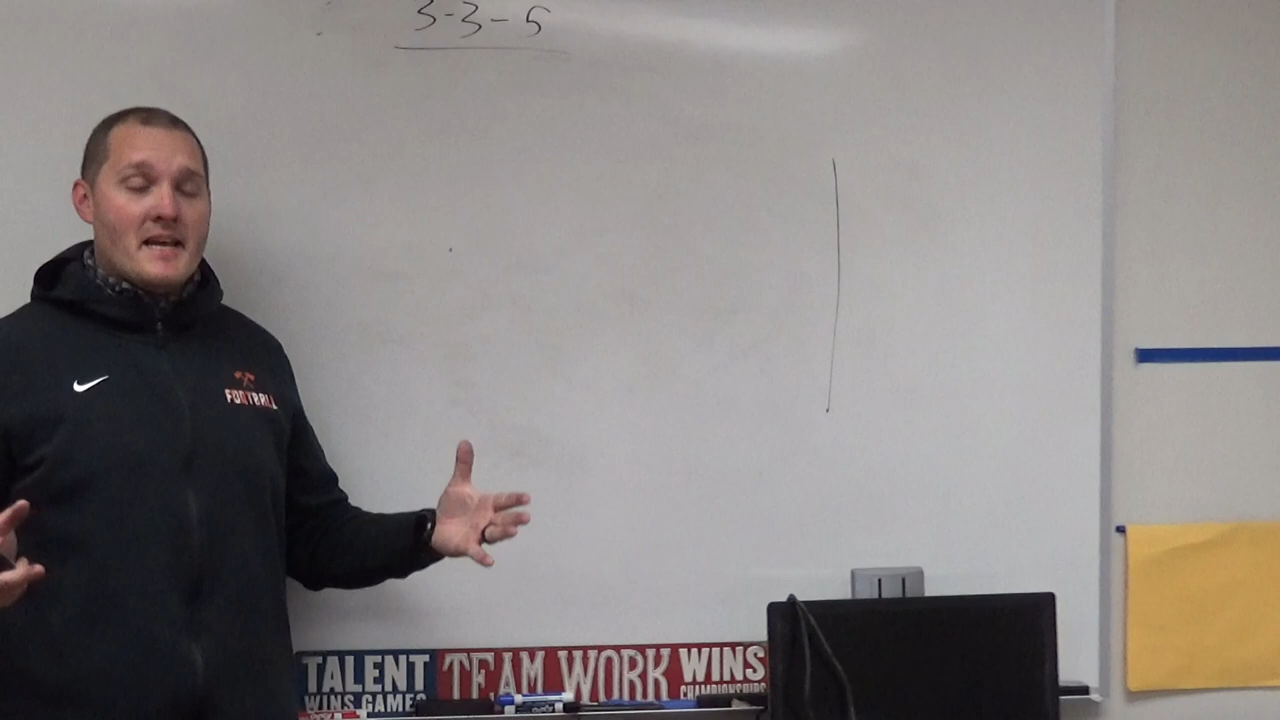 3-3-5
FOOTBALL
TALENT
WINS GAMES
TEAM WORK
WINS
CHAMPIONSHIPS